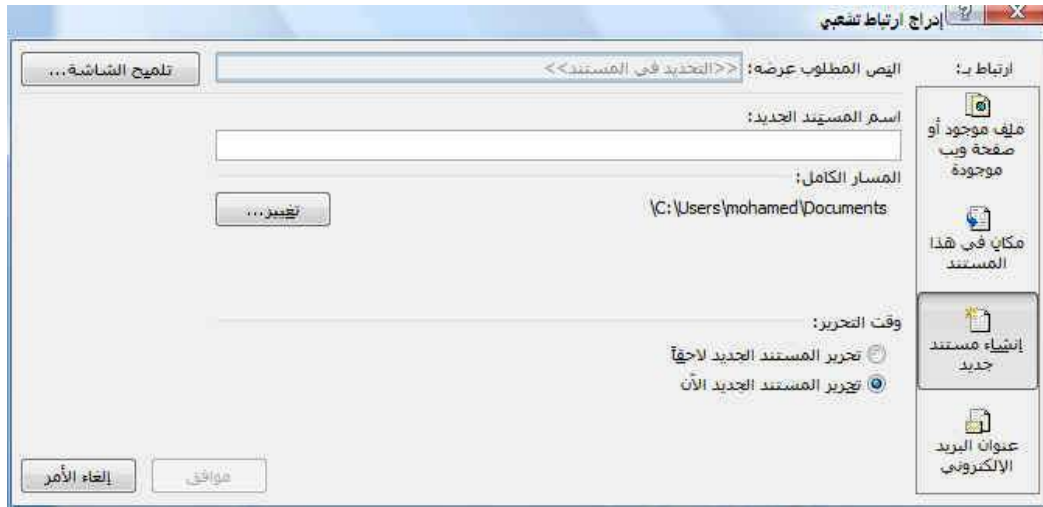 إدراج ارتباط تشعبي
ارتباط بـ:
النص المطلوب عرضه:
<<التحديد في المستند>>
تلميح الشاشة...
ملف موجود أو
صفحة ويب
موجودة
مكان في هذا
المستند
إنشاء مستند
جديد
عنوان البريد
الإلكتروني
اسم المستند الجديد:
المسار الكامل:
\C:\Users\mohamed\Documents
تغيير...
وقت التحرير:
تحرير المستند الجديد لاحقاً
تحرير المستند الجديد الآن
موافق
إلغاء الأمر